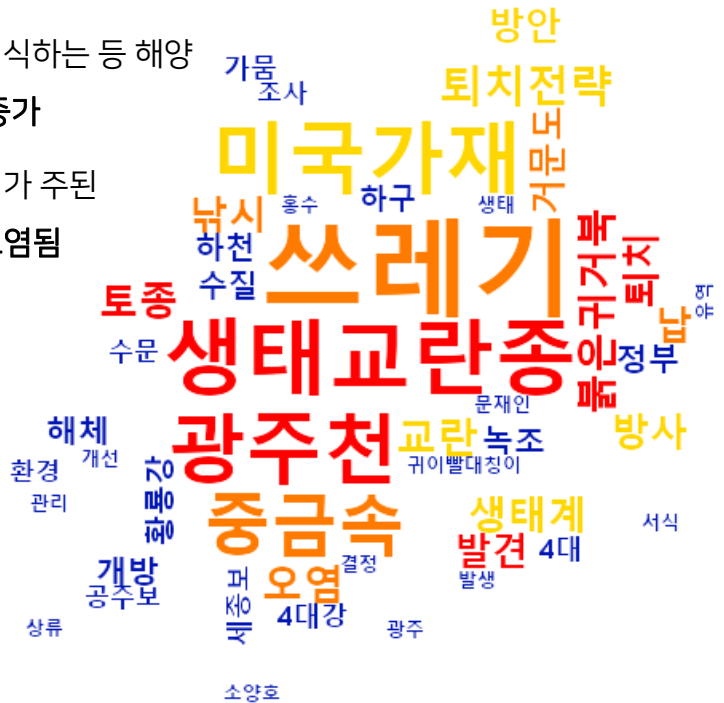 식하는 등 해양
증가
가 주된
오염됨
방안
가뭄
조사
퇴치전략
미국가재
거문도
낚시
홍수
하구
생태
하천
쓰레기
붉은귀거북
퇴치
수질
토종
납
유역
수문
생태교란종
정부
해체
광주천
문재인
교란
녹조
방사
환경
개선
황룡강
귀이빨대칭이
관리
중금속
생태계
서식
개방
공주보
발견
4대
결정
오염
발생
세종보
4대강
상류
광주
소양호